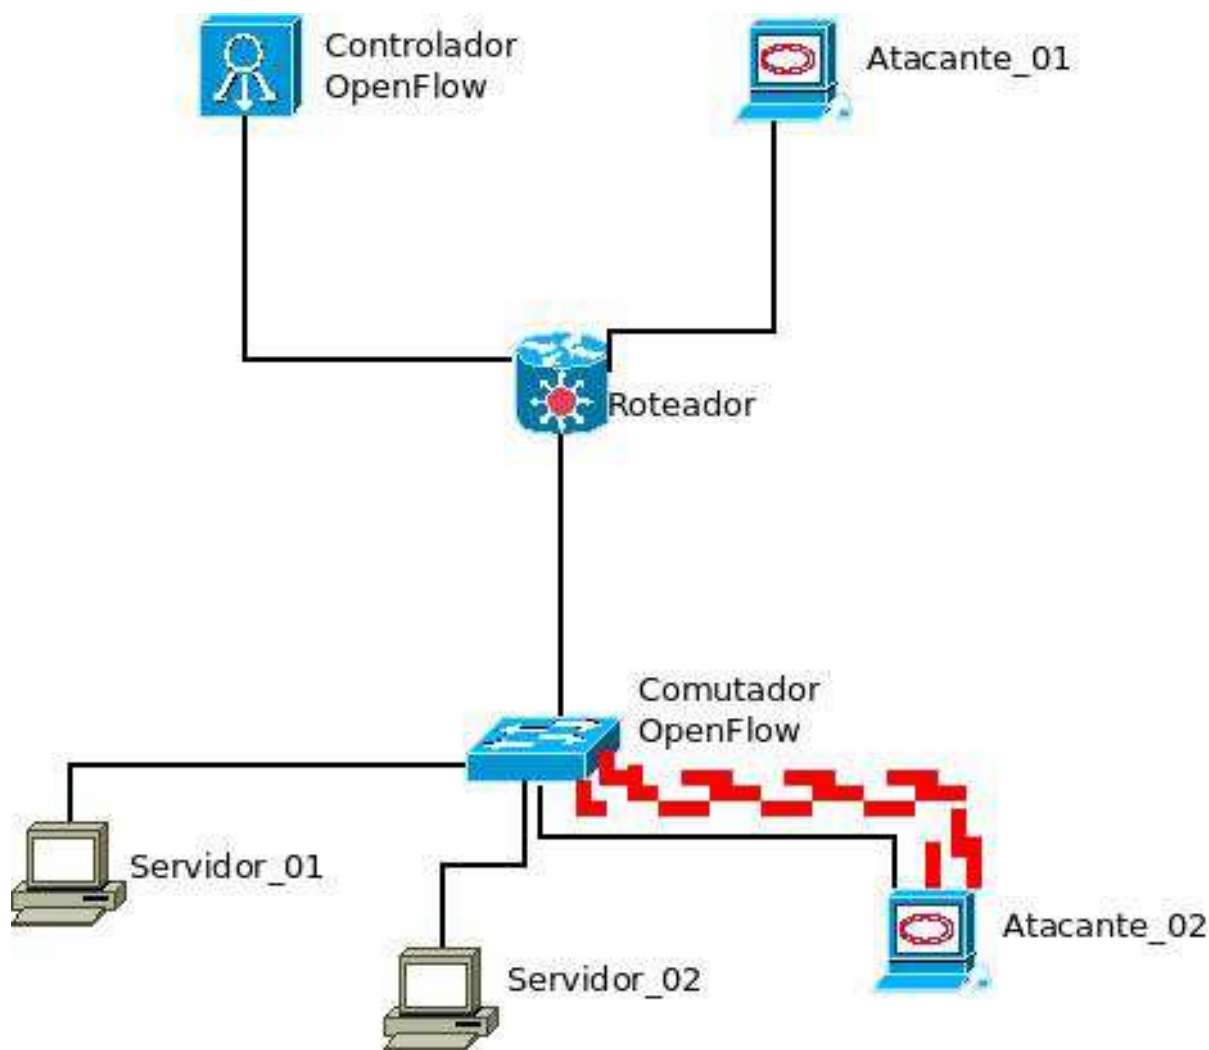 Controlador
OpenFlow
Atacante_01
Roteador
Comutador
OpenFlow
Servidor_01
Atacante_02
Servidor_02